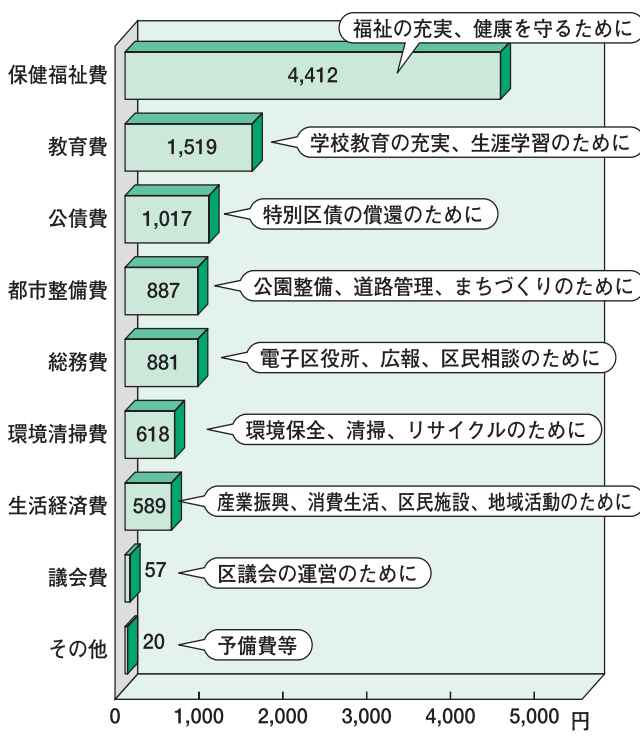 福祉の充実、健康を守るために
保健福祉費
4,412
教育費
1,519
学校教育の充実、生涯学習のために
公債費
1,017
特別区債の償還のために
都市整備費
887
公園整備、道路管理、まちづくりのために
総務費
881
電子区役所、広報、区民相談のために
環境清掃費
618
環境保全、清掃、リサイクルのために
生活経済費
589
産業振興、消費生活、区民施設、地域活動のために
議会費
57
区議会の運営のために
その他
20
予備費等
0 1,000 2,000 3,000 4,000 5,000 円